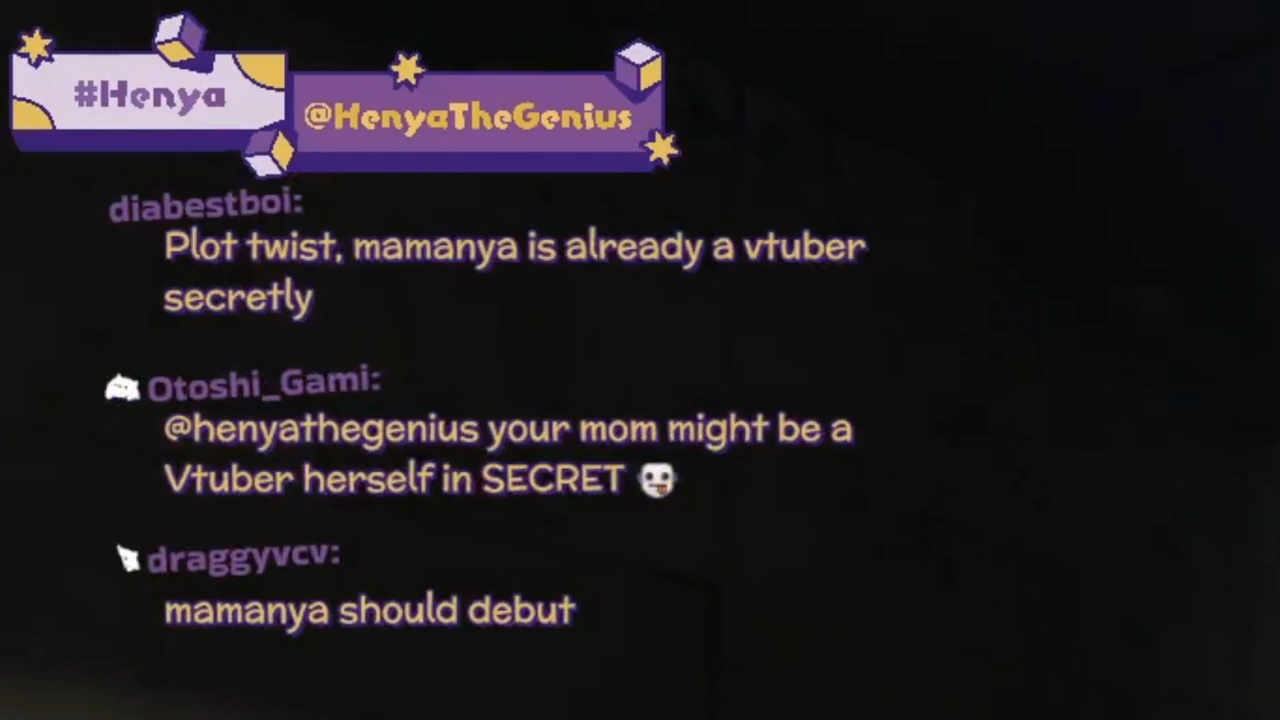 #Henya
@HenyaTheGenius
diabestboi:
Plot twist, mamanya is already a vtuber
secretly
Otoshi_Gami:
@henyathegenius your mom might be a
Vtuber herself in SECRET 👻
draggyvcv:
mamanya should debut